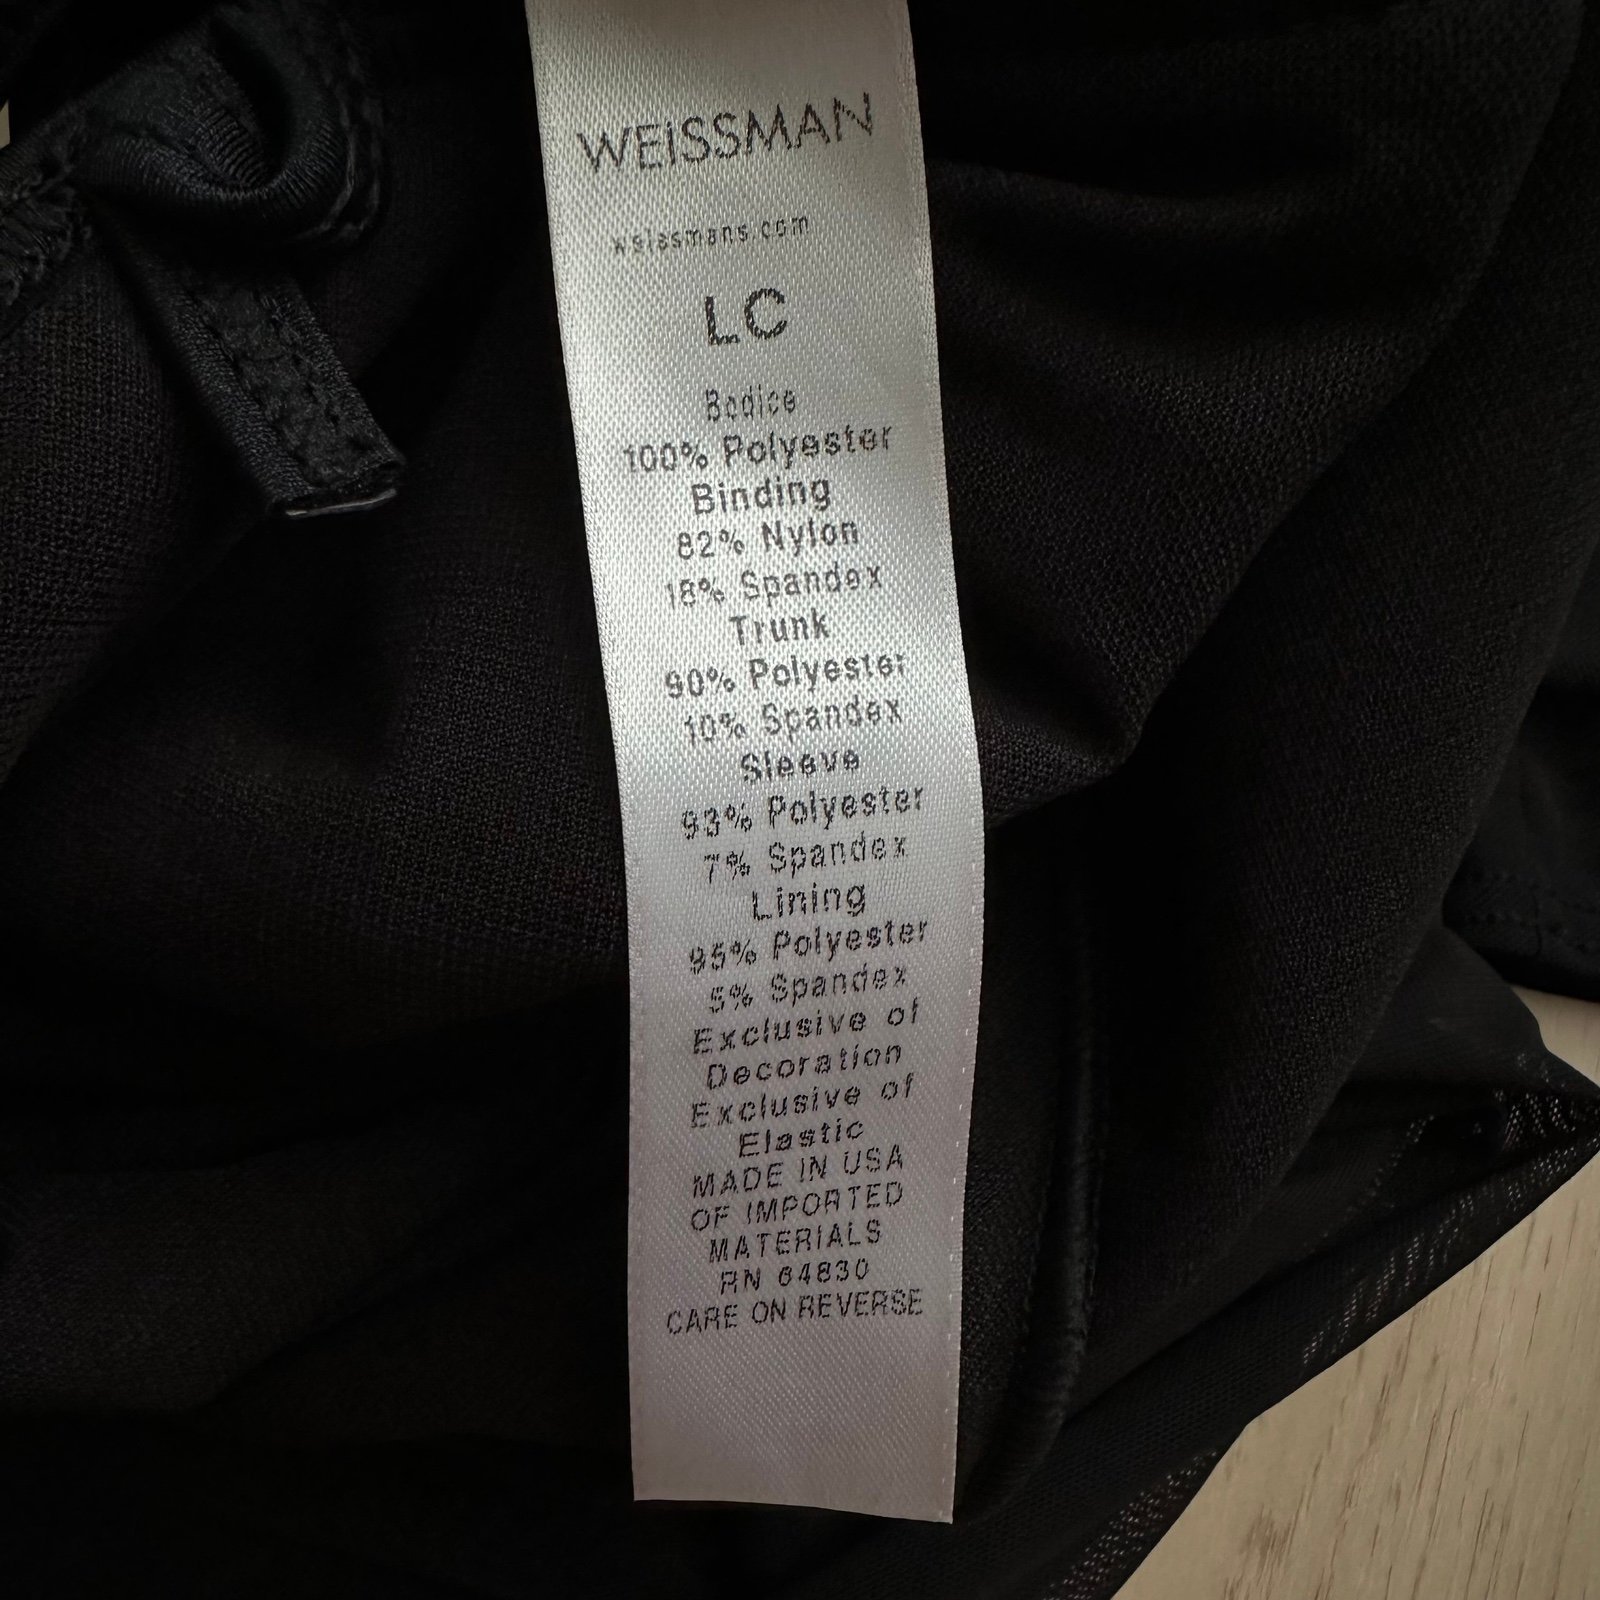 WEISSMAN
weissmans.com
LC
Bodice
100% Polyester
Binding
82% Nylon
18% Spandex
Trunk
90% Polyester
10% Spandex
Sleeve
93% Polyester
7% Spandex
Lining
95% Polyester
5% Spandex
Exclusive of
Decoration
Exclusive of
Elastic
MADE IN USA
OF IMPORTED
MATERIALS
RN 64830
CARE ON REVERSE